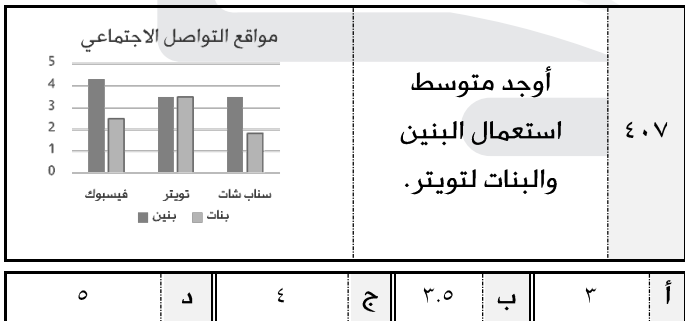 ٤٠٧
أوجد متوسط
استعمال البنين
والبنات لتويتر.
مواقع التواصل الاجتماعي
5
4
3
2
1
0
فيسبوك تويتر سناب شات
بنين بنات
أ ٣ ب ٣.٥ ج ٤ د ٥